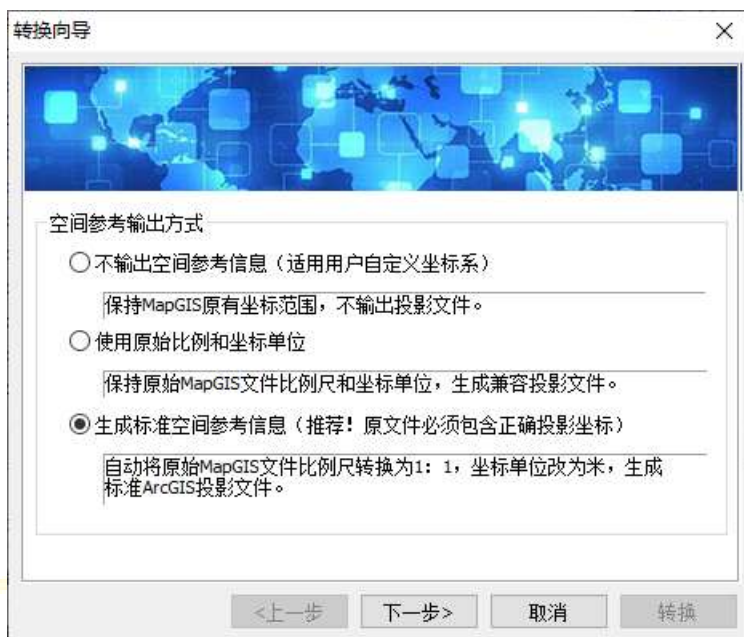 转换向导
空间参考输出方式
不输出空间参考信息（适用用户自定义坐标系）
保持MapGIS原有坐标范围，不输出投影文件。
使用原始比例和坐标单位
保持原始MapGIS文件比例尺和坐标单位，生成兼容投影文件。
生成标准空间参考信息（推荐！原文件必须包含正确投影坐标）
自动将原始MapGIS文件比例尺转换为1：1，坐标单位改为米，生成
标准ArcGIS投影文件。
<上一步 下一步> 取消 转换